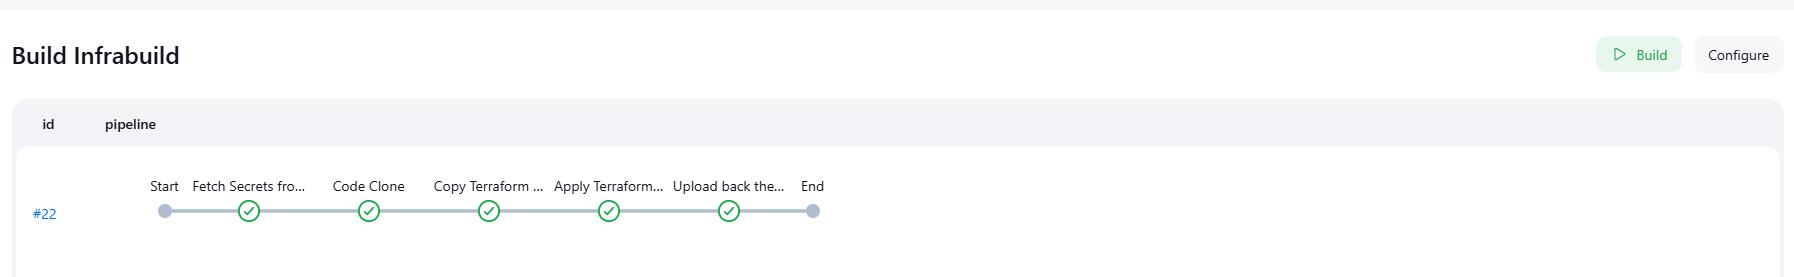 Build Infrabuild
Build
Configure
id pipeline
Start Fetch Secrets fro... Code Clone Copy Terraform ... Apply Terraform... Upload back the... End
#22